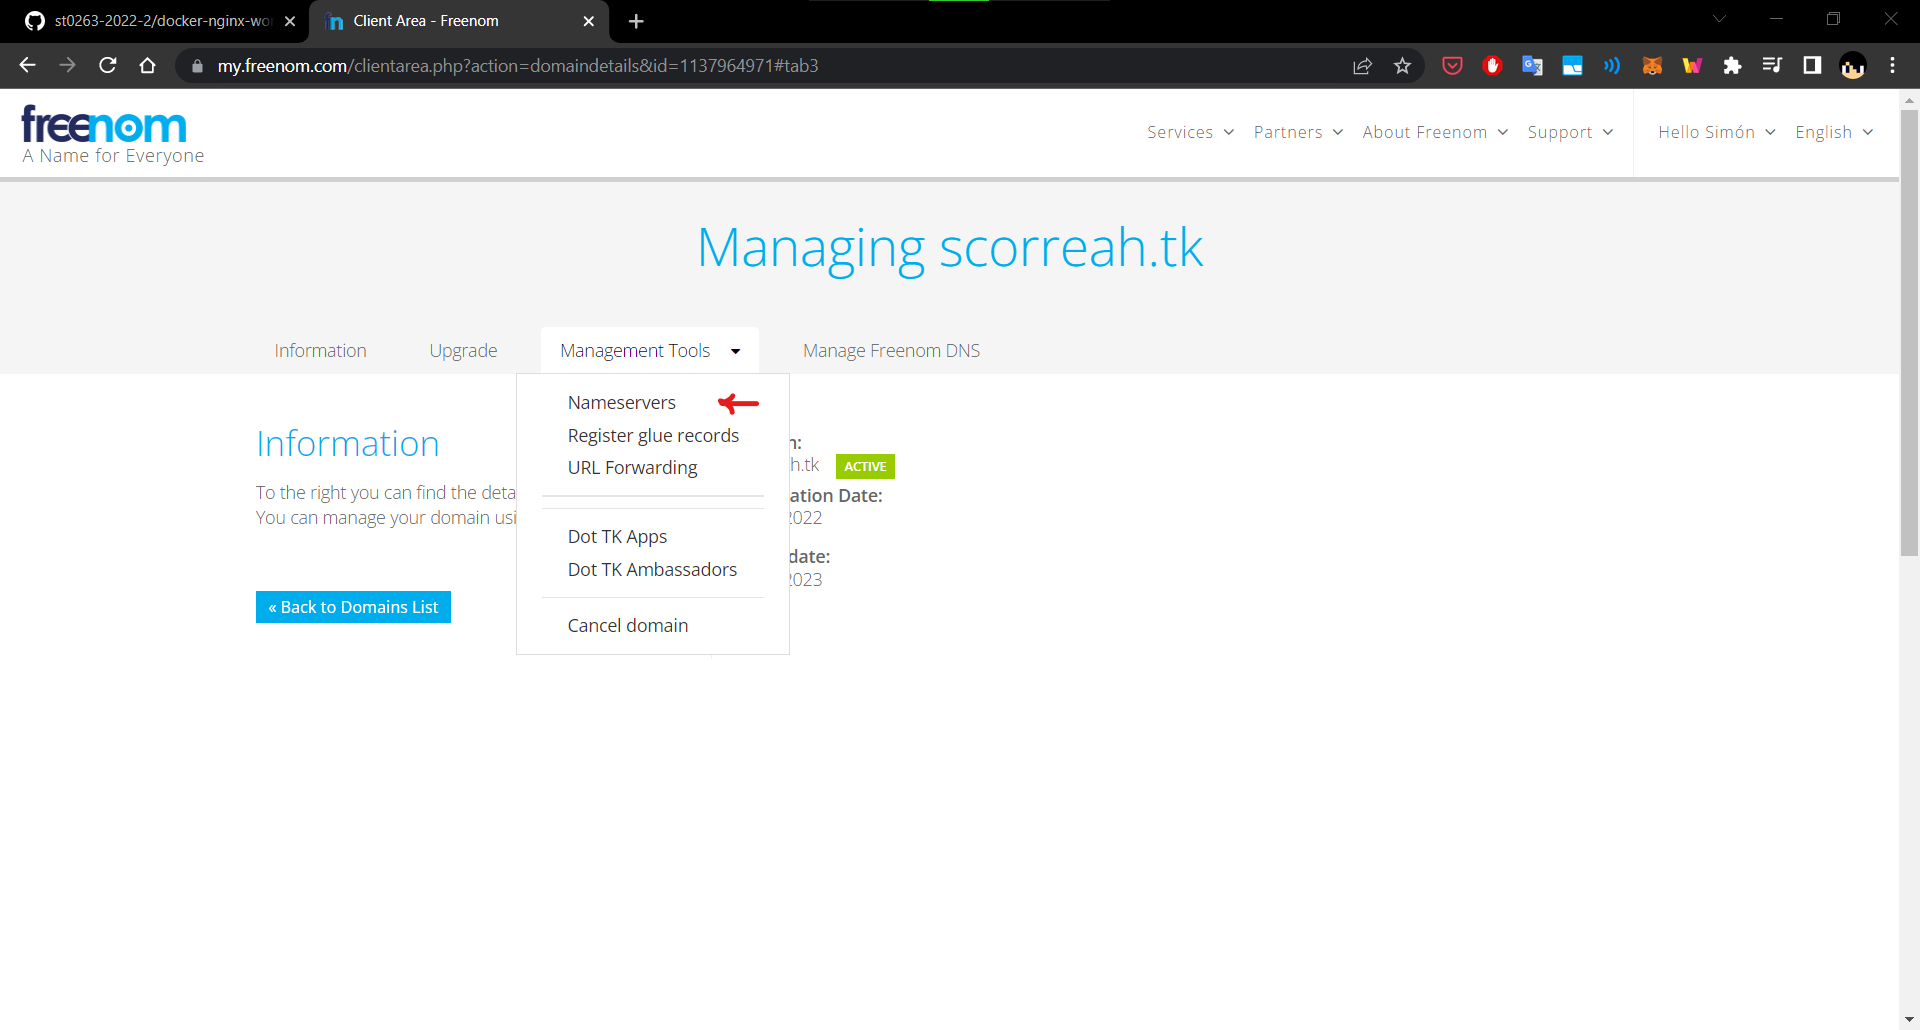 st0263-2022-2/docker-nginx-wor
Client Area - Freenom
my.freenom.com/clientarea.php?action=domaindetails&id=1137964971#tab3
freenom
A Name for Everyone
Services
Partners
About Freenom
Support
Hello Simón
English
Managing scorreah.tk
Information
Upgrade
Management Tools
Manage Freenom DNS
Nameservers
Register glue records
URL Forwarding
Dot TK Apps
Dot TK Ambassadors
Cancel domain
Information
To the right you can find the deta
You can manage your domain usi
« Back to Domains List
n:
h.tk ACTIVE
ation Date:
2022
date:
2023